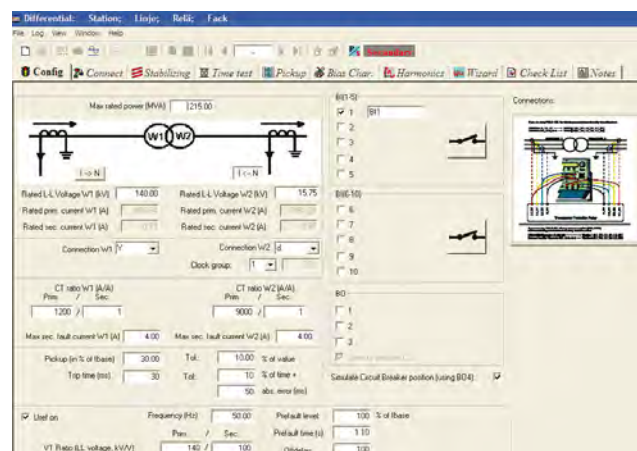 Differential: Station; Linje; Relä; Fack
File Log View Window Help
Config Connect Stabilizing Time test Pickup Bias Char. Harmonics Wizard Check List Notes
Max rated power (MVA) 215.00
W1 W2
I -> N I <- N
Rated L-L Voltage W1 (kV) 140.00 Rated L-L Voltage W2 (kV) 15.75
Rated prim. current W1 (A) Rated prim. current W2 (A)
Rated sec. current W1 (A) Rated sec. current W2 (A)
Connection W1 Y Connection W2 d
Clock group: 1
CT ratio W1 (A/A) CT ratio W2 (A/A)
Prim. / Sec. Prim. / Sec.
1200 / 1 9000 / 1
Max sec. fault current W1 (A) 4.00 Max sec. fault current W2 (A) 4.00
Pickup (in % of Ibase) 30.00 Tol: 10.00 % of value
Trip time (ms) 30 Tol: 10 % of time +
50 abs. error (ms)
Uref on Frequency (Hz) 50.00 Prefault level: 100 % of Ibase
Prim. / Sec. Prefault time (s) 1.10
VT Ratio (LL voltage, kV/V) 140 / 100 100
BI(1-5)
1 BI1
2
3
4
5
BI(6-10)
6
7
8
9
10
BO
1
2
3
Simulate Circuit Breaker position (using BO4):
Connections: